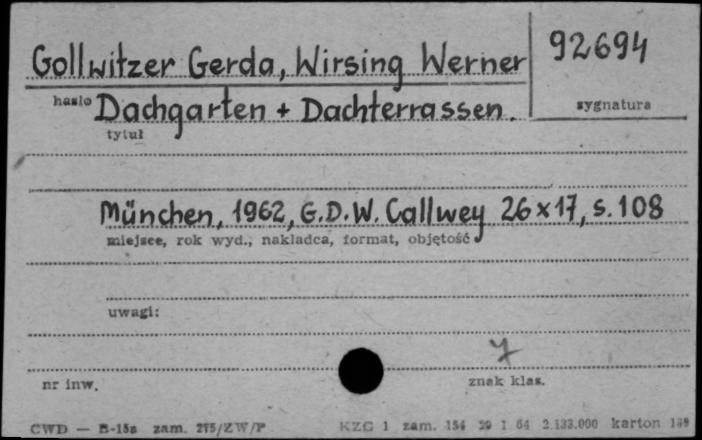 Gollwitzer Gerda, Wirsing Werner
92694
hasło
Dachgarten + Dachterrassen.
sygnatura
tytuł
München, 1962, G.D.W. Callwey 26x17, s.108
miejsce, rok wyd., nakładca, format, objętość
uwagi:
7
nr inw.
znak klas.
CWD — B-15a zam. 275/ZW/P
KZG 1 zam. 154 29 1 64 2.133.000 karton